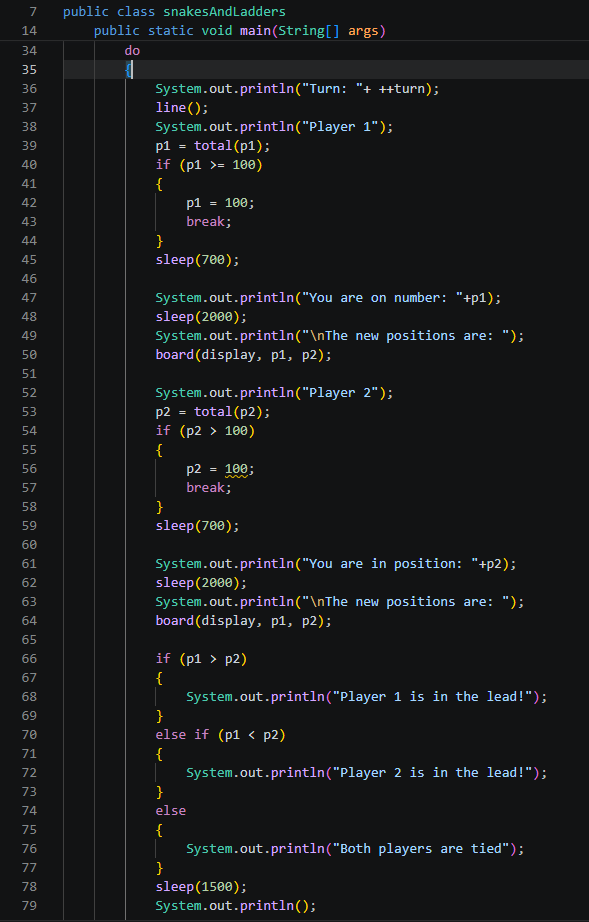 7 public class snakesAndLadders
14 public static void main(String[] args)
34 do
35 {
36 System.out.println("Turn: "+ ++turn);
37 line();
38 System.out.println("Player 1");
39 p1 = total(p1);
40 if (p1 >= 100)
41 {
42 p1 = 100;
43 break;
44 }
45 sleep(700);
46
47 System.out.println("You are on number: "+p1);
48 sleep(2000);
49 System.out.println("\nThe new positions are: ");
50 board(display, p1, p2);
51
52 System.out.println("Player 2");
53 p2 = total(p2);
54 if (p2 > 100)
55 {
56 p2 = 100;
57 break;
58 }
59 sleep(700);
60
61 System.out.println("You are in position: "+p2);
62 sleep(2000);
63 System.out.println("\nThe new positions are: ");
64 board(display, p1, p2);
65
66 if (p1 > p2)
67 {
68 System.out.println("Player 1 is in the lead!");
69 }
70 else if (p1 < p2)
71 {
72 System.out.println("Player 2 is in the lead!");
73 }
74 else
75 {
76 System.out.println("Both players are tied");
77 }
78 sleep(1500);
79 System.out.println();